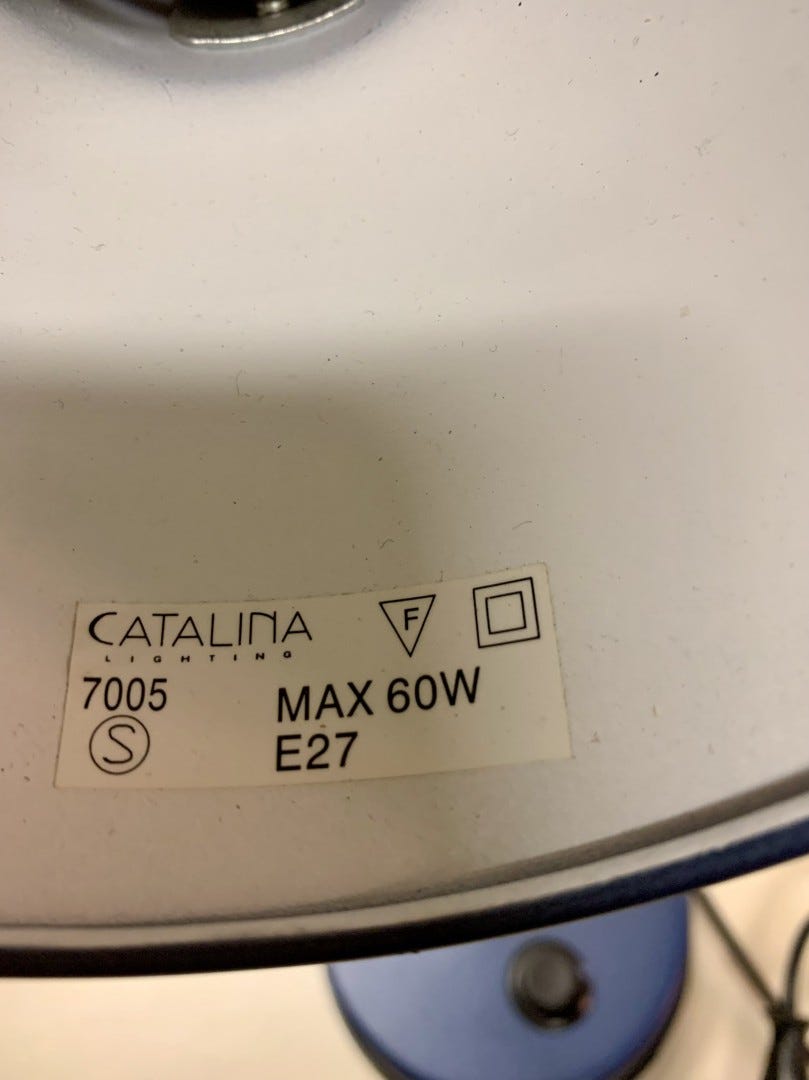 CATALINA
LIGHTING
F
7005
MAX 60W
S
E27